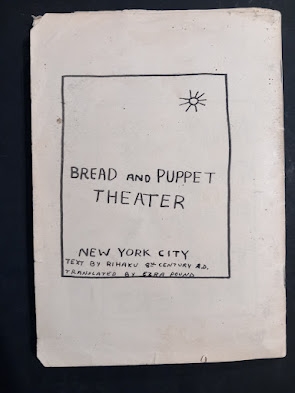 BREAD AND PUPPET
THEATER
NEW YORK CITY
TEXT BY RIHAKU 8TH CENTURY A.D.
TRANSLATED BY EZRA POUND